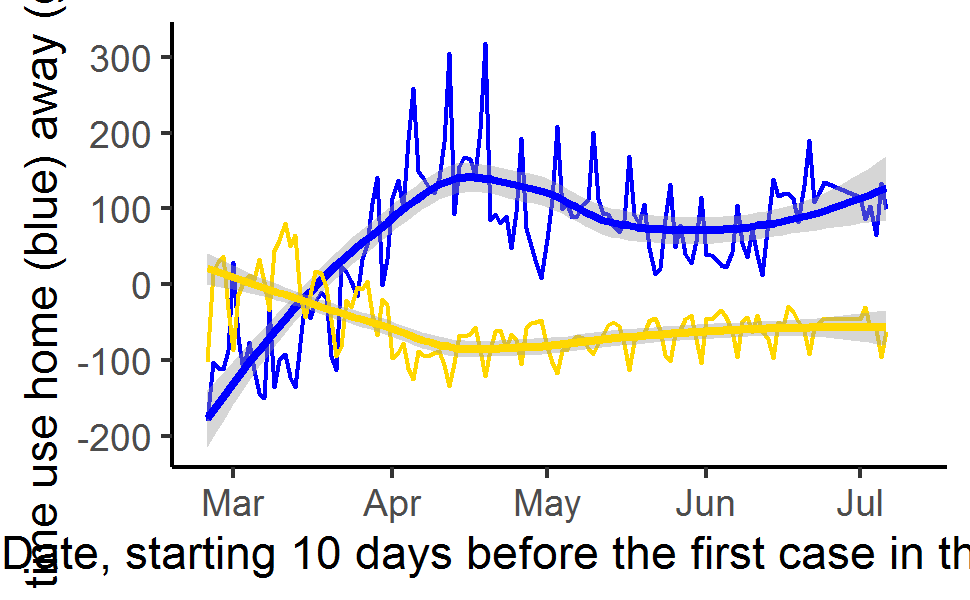 time use home (blue) away (
300
200
100
0
-100
-200
Mar Apr May Jun Jul
Date, starting 10 days before the first case in th